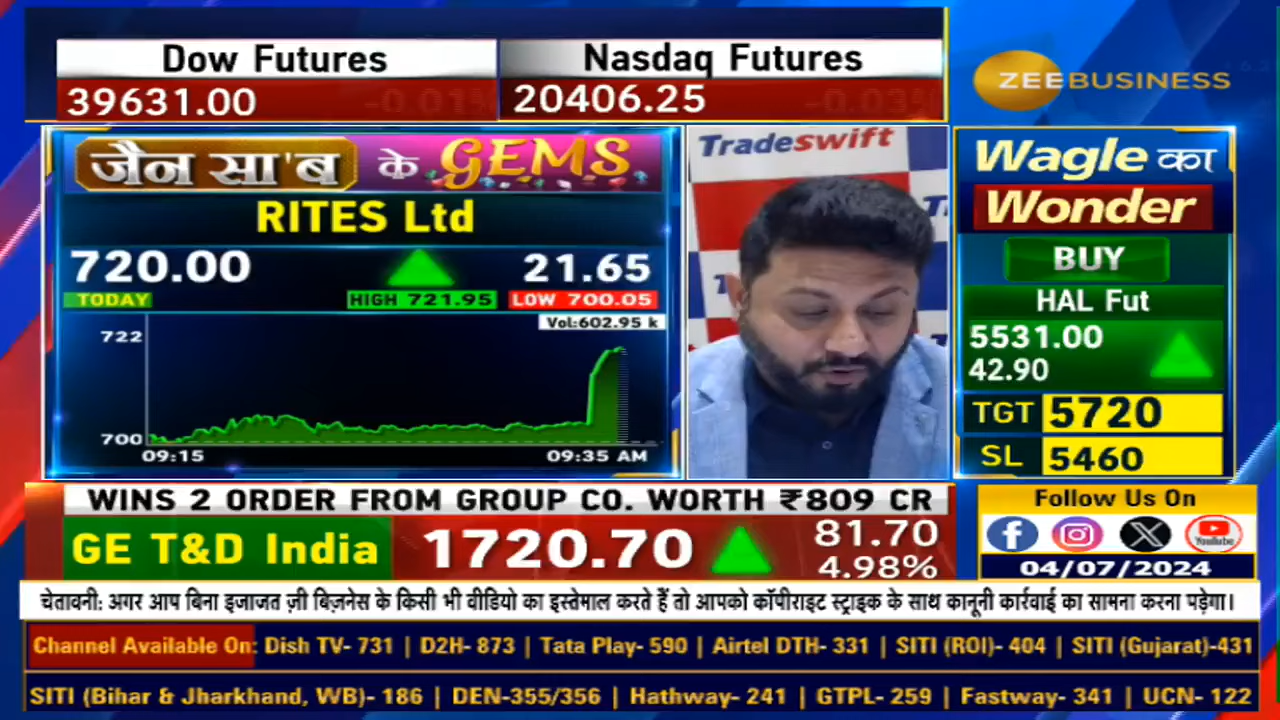 Dow Futures
39631.00 -0.01%
Nasdaq Futures
20406.25 -0.03%
ZEEBUSINESS
जैन सा'ब के GEMS
RITES Ltd
720.00 21.65
TODAY HIGH 721.95 LOW 700.05
Vol:602.95 k
722
700
09:15 09:35 AM
Tradeswift
Wagle का
Wonder
BUY
HAL Fut
5531.00
42.90
TGT 5720
SL 5460
WINS 2 ORDER FROM GROUP CO. WORTH ₹809 CR
GE T&D India 1720.70 81.70
4.98%
Follow Us On
YouTube
04/07/2024
चेतावनी: अगर आप बिना इजाजत ज़ी बिज़नेस के किसी भी वीडियो का इस्तेमाल करते हैं तो आपको कॉपीराइट स्ट्राइक के साथ कानूनी कार्रवाई का सामना करना पड़ेगा।
Channel Available On: Dish TV- 731 | D2H- 873 | Tata Play- 590 | Airtel DTH- 331 | SITI (ROI)- 404 | SITI (Gujarat)-431
SITI (Bihar & Jharkhand, WB)- 186 | DEN-355/356 | Hathway- 241 | GTPL- 259 | Fastway- 341 | UCN- 122